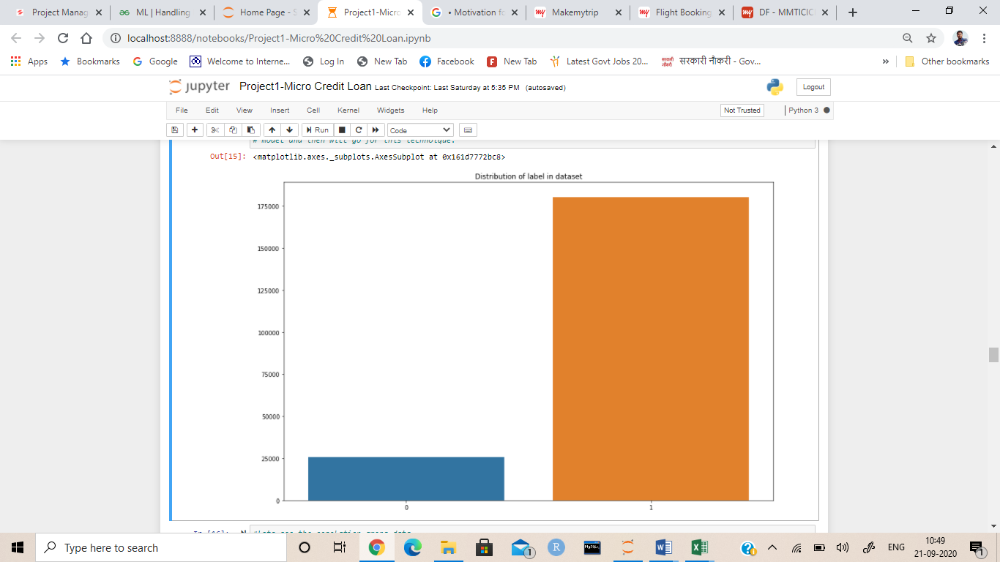 Project Manag
ML | Handling
Home Page - S
Project1-Micro
• Motivation fo
Makemytrip
Flight Booking
DF - MMTICIC
localhost:8888/notebooks/Project1-Micro%20Credit%20Loan.ipynb
Apps
Bookmarks
Google
Welcome to Interne...
Log In
New Tab
Facebook
New Tab
Latest Govt Jobs 20...
सरकारी नौकरी - Gov...
»
Other bookmarks
jupyter Project1-Micro Credit Loan Last Checkpoint: Last Saturday at 5:35 PM (autosaved)
Logout
File Edit View Insert Cell Kernel Widgets Help
Not Trusted
Python 3
Run
Code
# model and then will go for this technoique.
Out[15]: <matplotlib.axes._subplots.AxesSubplot at 0x161d7772bc8>
Distribution of label in dataset
175000
150000
125000
100000
75000
50000
25000
0
0 1
Type here to search
1
R
MySQL
ENG
10:49
21-09-2020
1